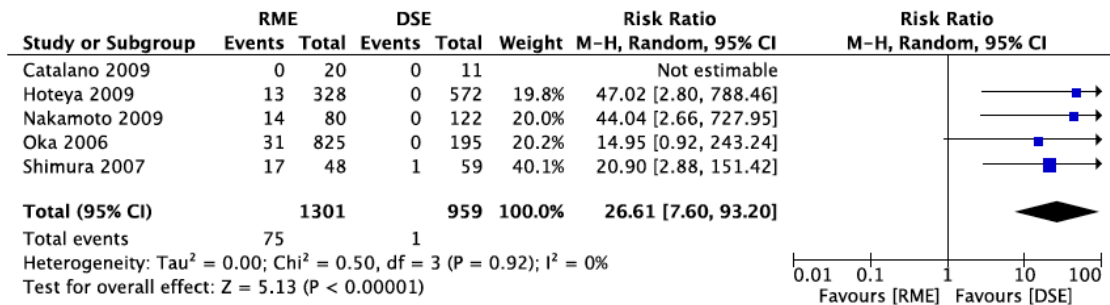 RME DSE Risk Ratio Risk Ratio
Study or Subgroup Events Total Events Total Weight M-H, Random, 95% CI M-H, Random, 95% CI
Catalano 2009 0 20 0 11 Not estimable
Hoteya 2009 13 328 0 572 19.8% 47.02 [2.80, 788.46]
Nakamoto 2009 14 80 0 122 20.0% 44.04 [2.66, 727.95]
Oka 2006 31 825 0 195 20.2% 14.95 [0.92, 243.24]
Shimura 2007 17 48 1 59 40.1% 20.90 [2.88, 151.42]
Total (95% CI) 1301 959 100.0% 26.61 [7.60, 93.20]
Total events 75 1
Heterogeneity: Tau² = 0.00; Chi² = 0.50, df = 3 (P = 0.92); I² = 0%
Test for overall effect: Z = 5.13 (P < 0.00001)
0.01 0.1 1 10 100
Favours [RME] Favours [DSE]